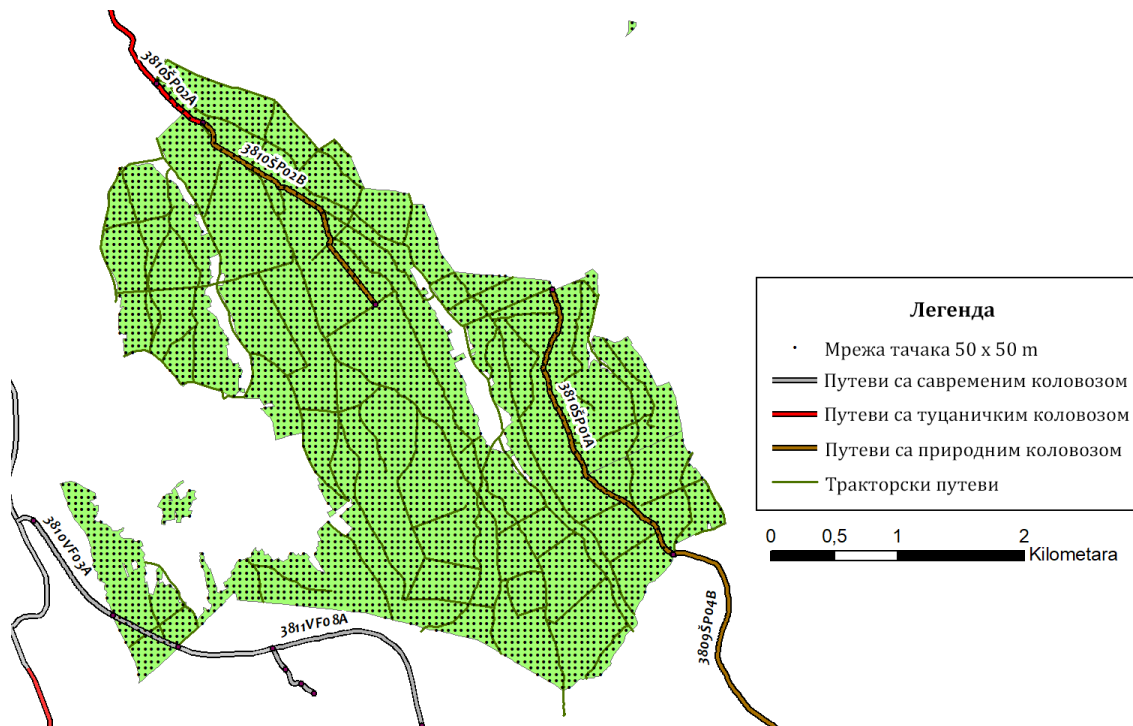 3810ŠP02A
3810ŠP02B
3810ŠP01A
3810VF03A
3811VF08A
3809ŠP04B
Легенда
Мрежа тачака 50 x 50 m
Путеви са савременим коловозом
Путеви са туцаничким коловозом
Путеви са природним коловозом
Тракторски путеви
0 0,5 1 2
Kilometara